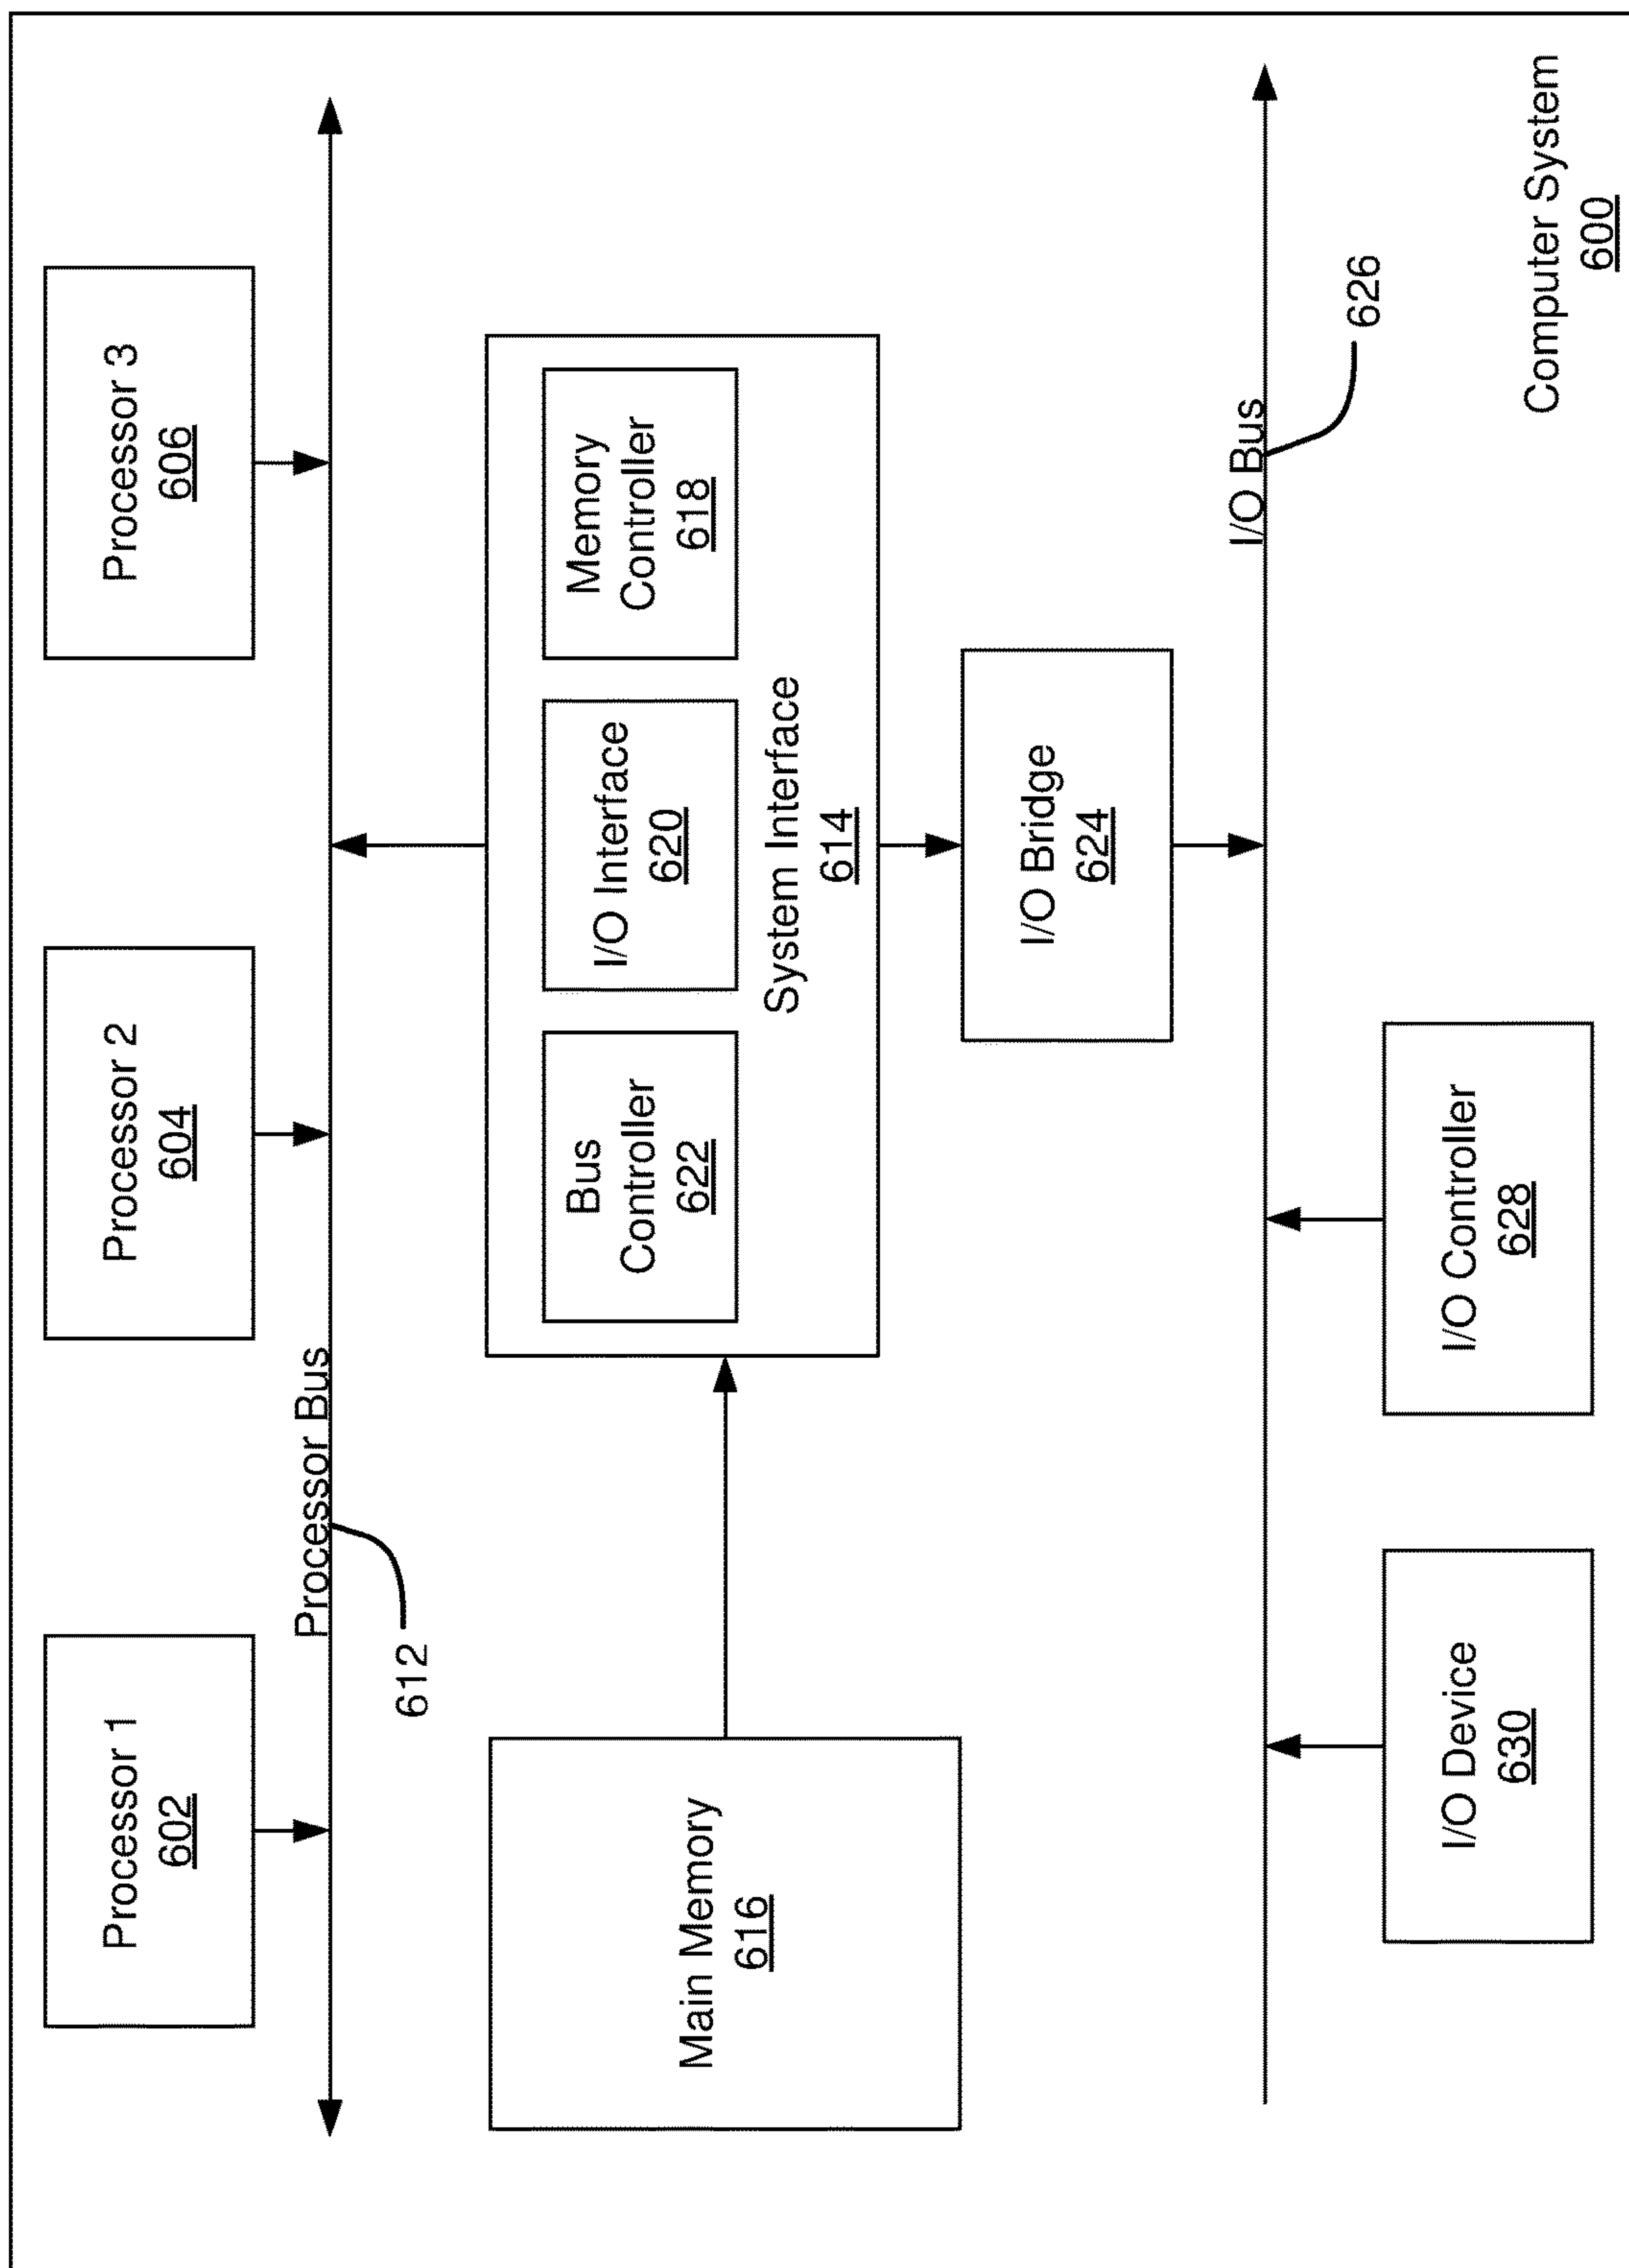 Processor 1
602
Processor 2
604
Processor 3
606
Processor Bus
612
Main Memory
616
Bus
Controller
622
I/O Interface
620
Memory
Controller
618
System Interface
614
I/O Bridge
624
I/O Bus
626
I/O Device
630
I/O Controller
628
Computer System
600